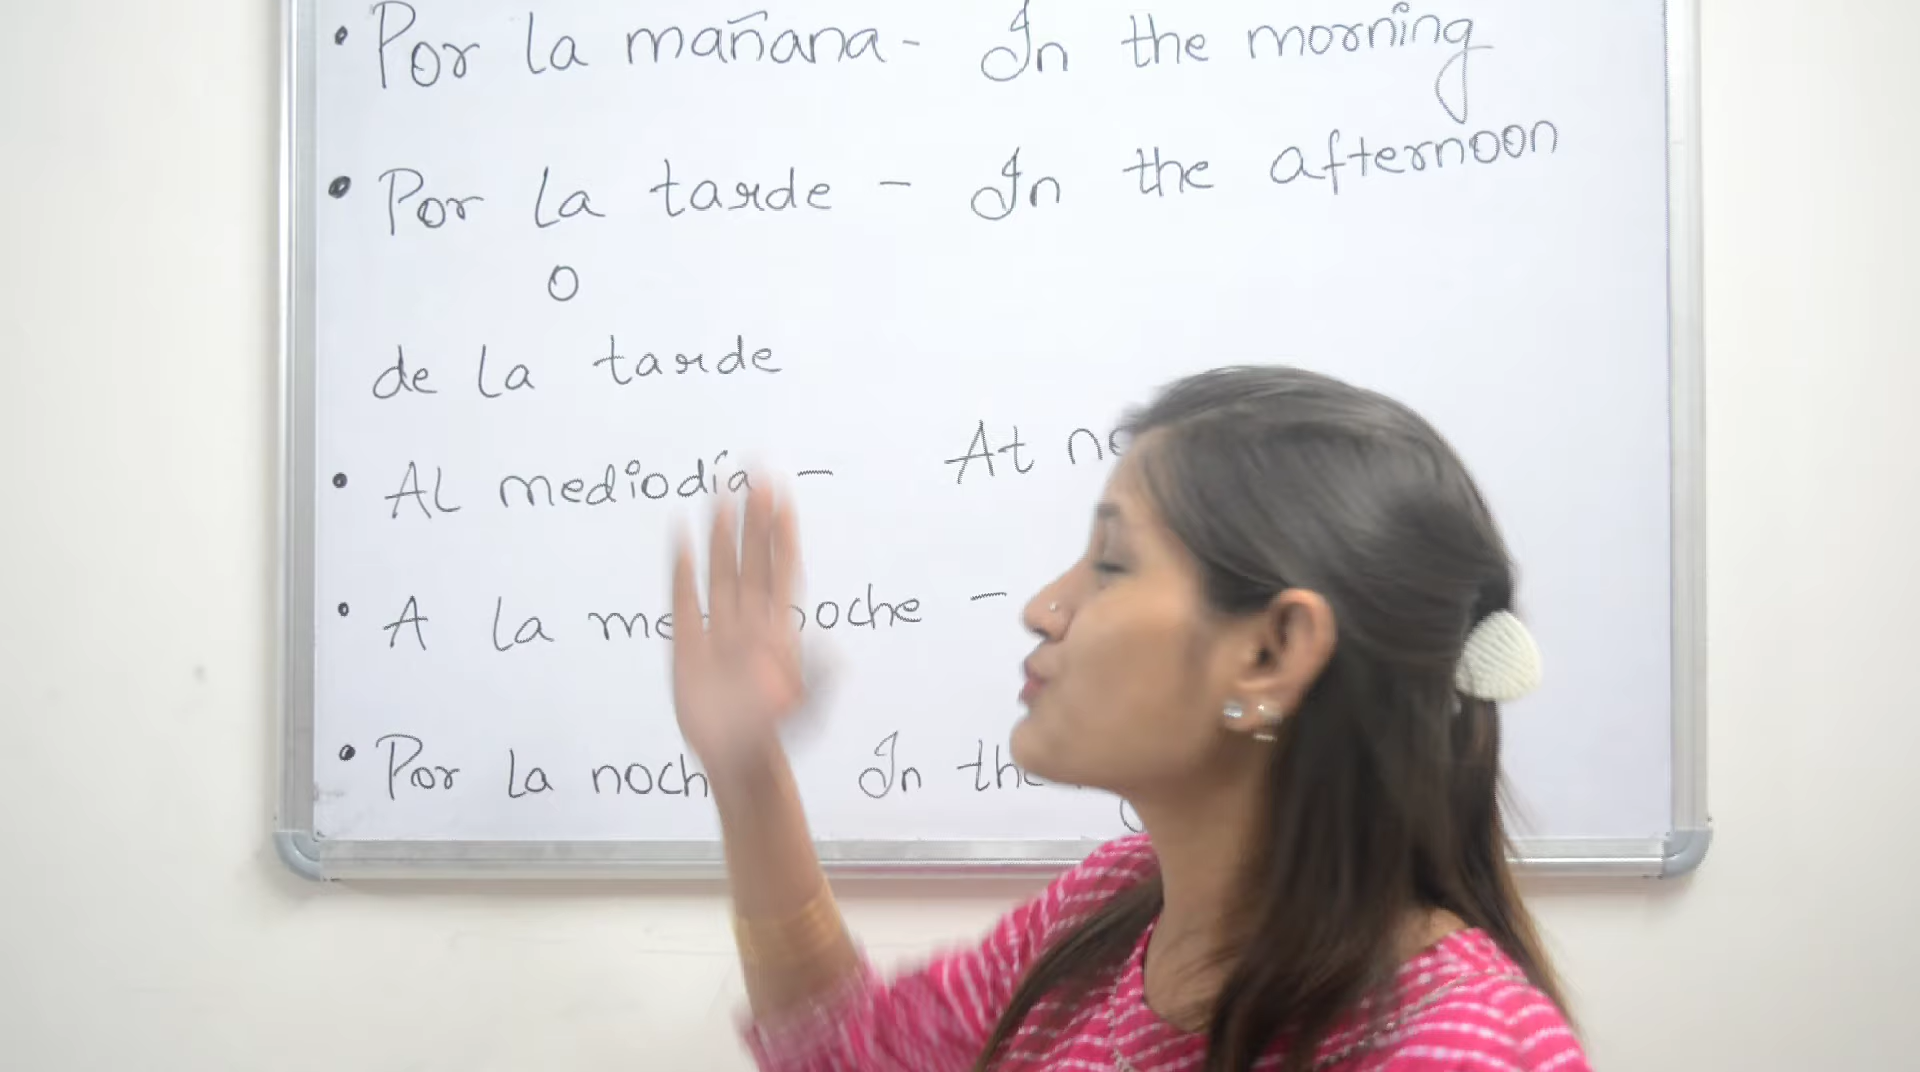 • Por la mañana - In the morning
• Por la tarde - In the afternoon
o
de la tarde
• AL mediodía - At
• A la -
• Por la In